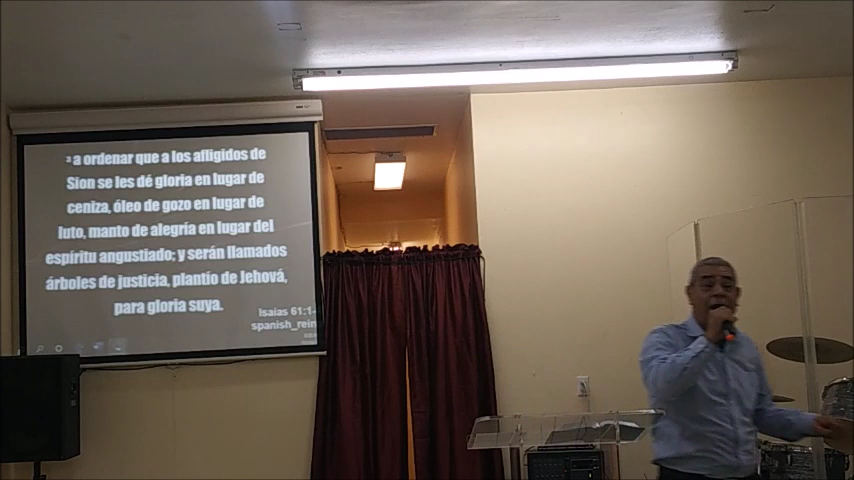 ³ a ordenar que a los afligidos de
Sion se les dé gloria en lugar de
ceniza, óleo de gozo en lugar de
luto, manto de alegría en lugar del
espíritu angustiado; y serán llamados
árboles de justicia, plantío de Jehová,
para gloria suya.
Isaías 61:1-
spanish_rein